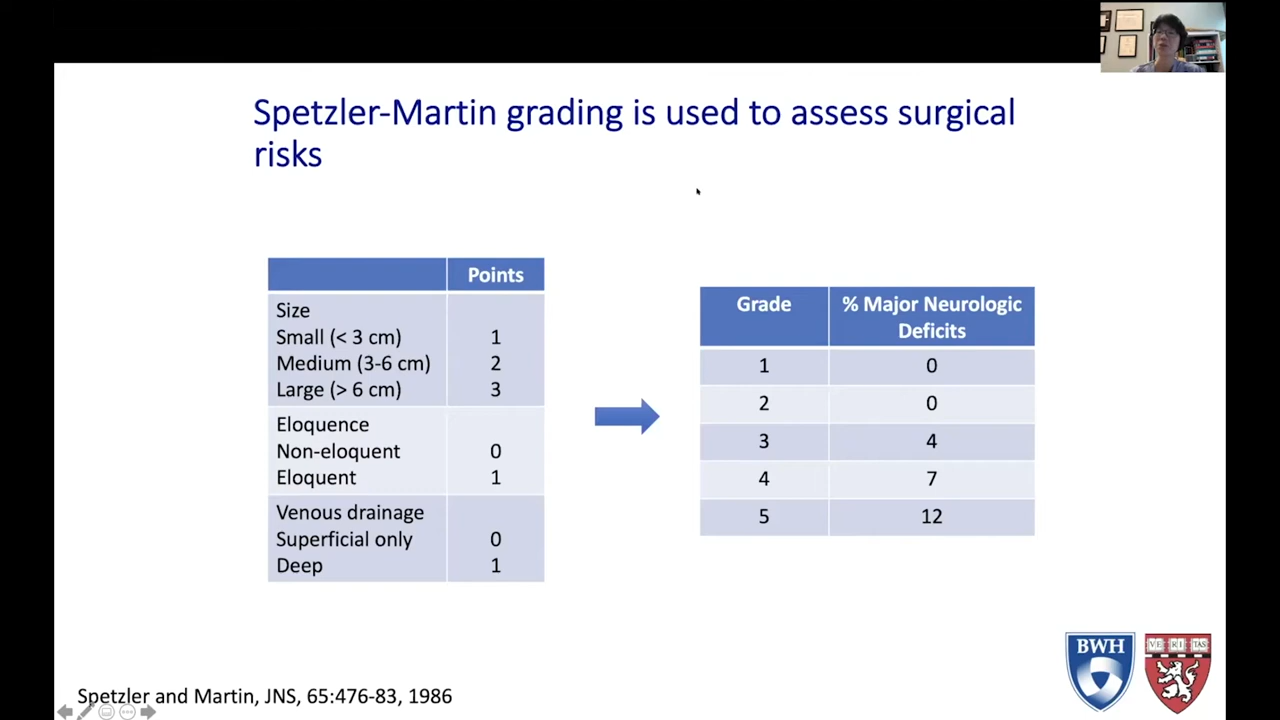 Spetzler-Martin grading is used to assess surgical
risks
Points
Size
Small (< 3 cm) 1
Medium (3-6 cm) 2
Large (> 6 cm) 3
Eloquence
Non-eloquent 0
Eloquent 1
Venous drainage
Superficial only 0
Deep 1
Grade % Major Neurologic
Deficits
1 0
2 0
3 4
4 7
5 12
BWH
VE RI TAS
Spetzler and Martin, JNS, 65:476-83, 1986